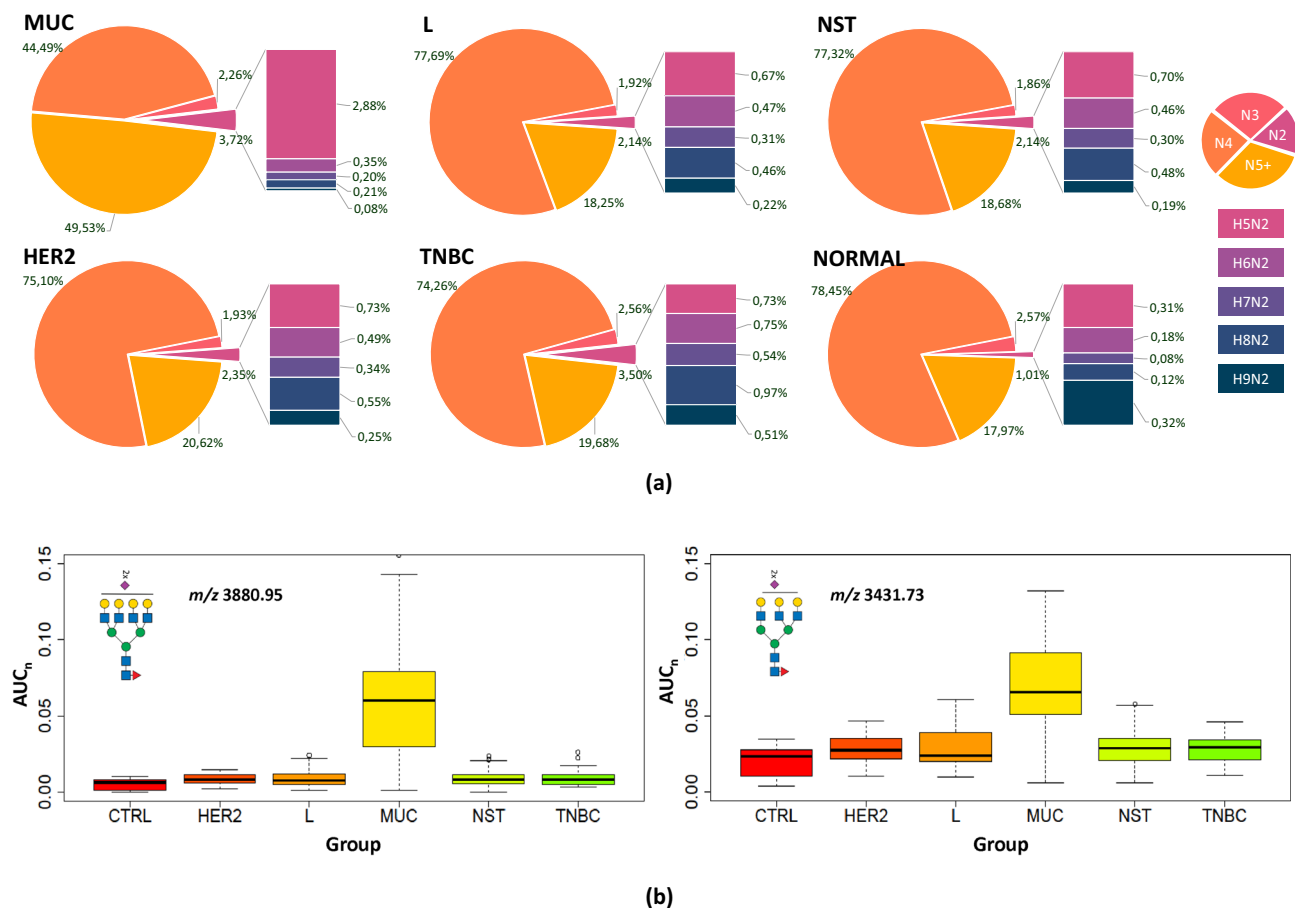 MUC
44,49%
2,26%
3,72%
49,53%
2,88%
0,35%
0,20%
0,21%
0,08%
L
77,69%
1,92%
2,14%
18,25%
0,67%
0,47%
0,31%
0,46%
0,22%
NST
77,32%
1,86%
2,14%
18,68%
0,70%
0,46%
0,30%
0,48%
0,19%
N3
N2
N4
N5+
H5N2
H6N2
H7N2
H8N2
H9N2
HER2
75,10%
1,93%
2,35%
20,62%
0,73%
0,49%
0,34%
0,55%
0,25%
TNBC
74,26%
2,56%
3,50%
19,68%
0,73%
0,75%
0,54%
0,97%
0,51%
NORMAL
78,45%
2,57%
1,01%
17,97%
0,31%
0,18%
0,08%
0,12%
0,32%
(a)
AUCn
0.15
0.10
0.05
0.00
2x
m/z 3880.95
CTRL HER2 L MUC NST TNBC
Group
0.15
0.10
0.05
0.00
2x
m/z 3431.73
CTRL HER2 L MUC NST TNBC
Group
AUCn
(b)